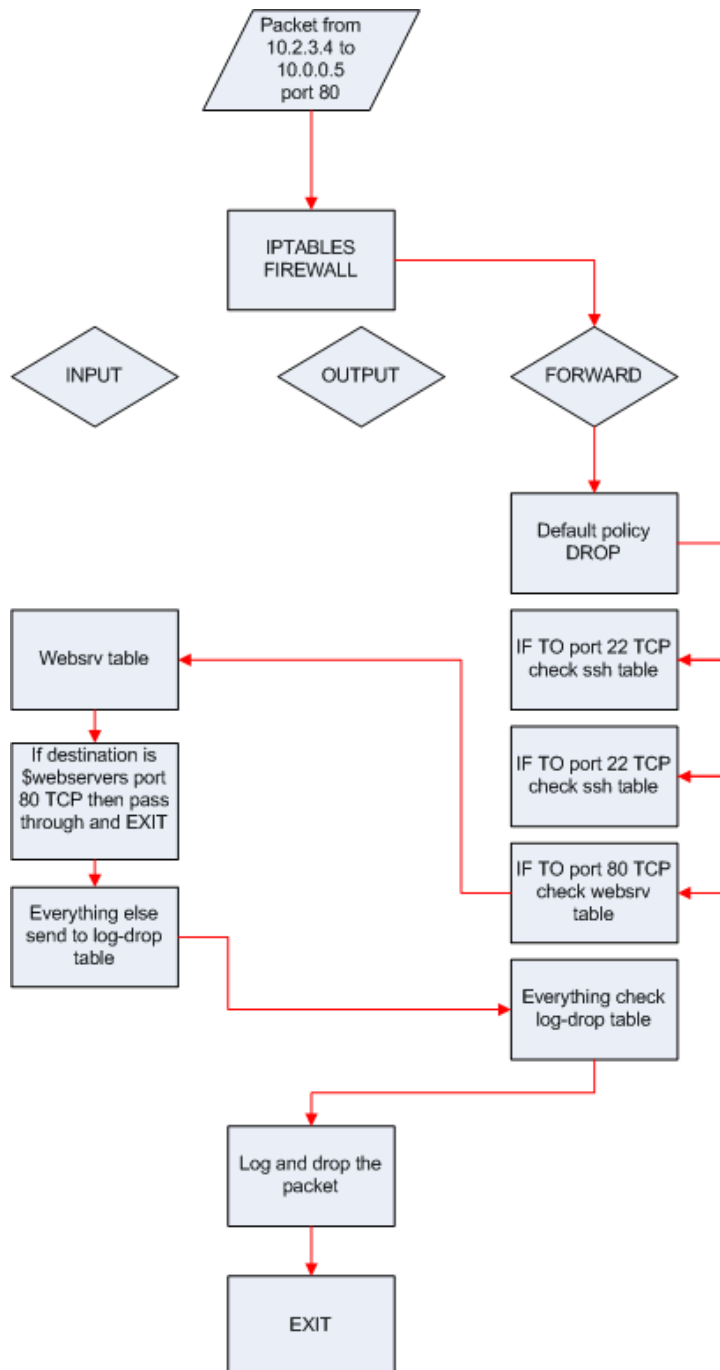 Packet from
10.2.3.4 to
10.0.0.5
port 80
IPTABLES
FIREWALL
INPUT
OUTPUT
FORWARD
Default policy
DROP
Websrv table
IF TO port 22 TCP
check ssh table
If destination is
$webservers port
80 TCP then pass
through and EXIT
IF TO port 22 TCP
check ssh table
Everything else
send to log-drop
table
IF TO port 80 TCP
check websrv
table
Everything check
log-drop table
Log and drop the
packet
EXIT